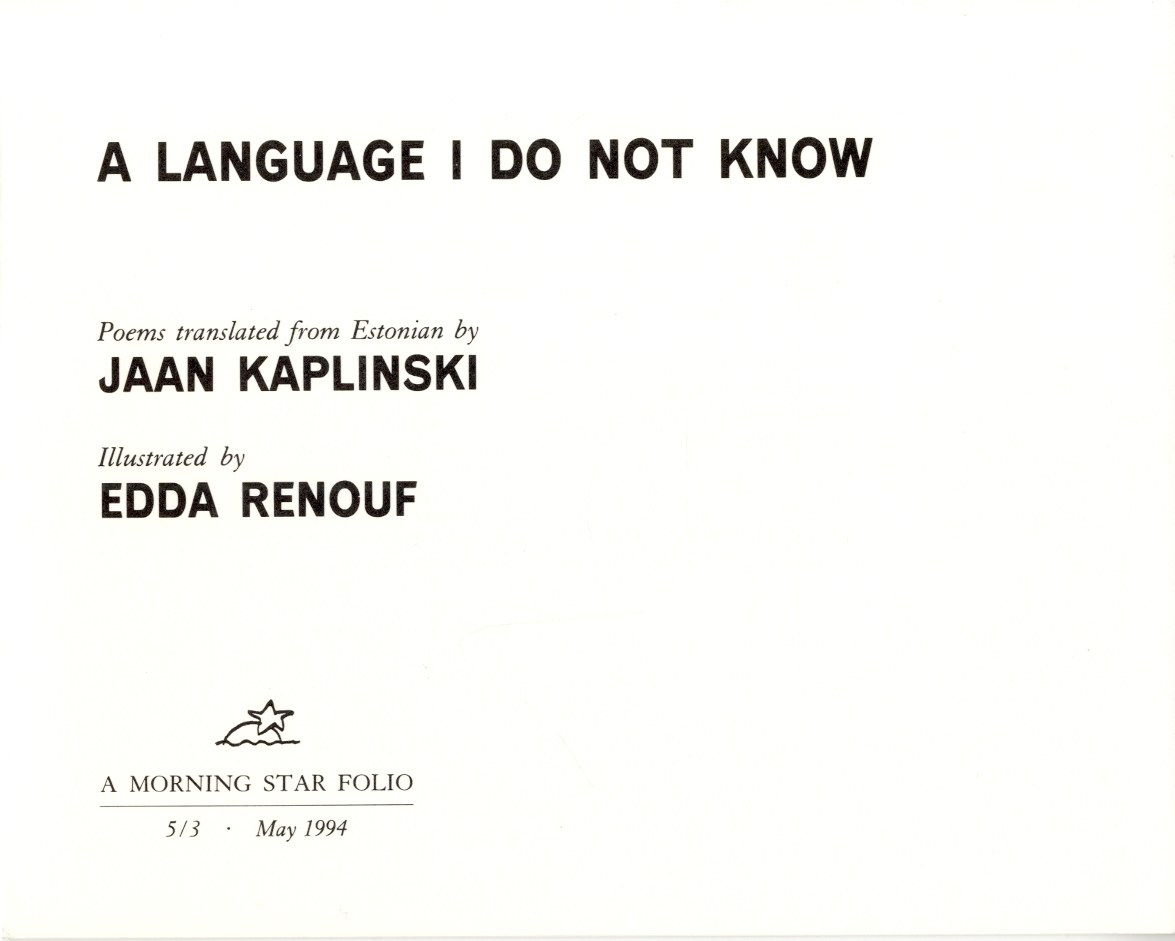 A LANGUAGE I DO NOT KNOW
Poems translated from Estonian by
JAAN KAPLINSKI
Illustrated by
EDDA RENOUF
A MORNING STAR FOLIO
5/3 · May 1994